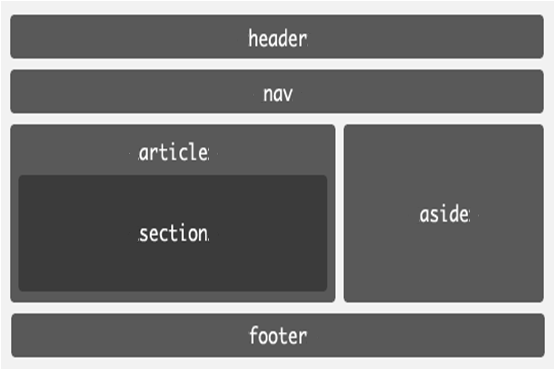 header
nav
article
section
aside
footer